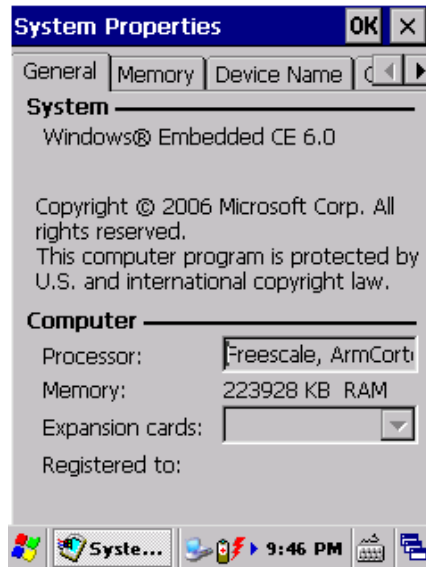 System Properties OK ×
General Memory Device Name
System
Windows® Embedded CE 6.0
Copyright © 2006 Microsoft Corp. All
rights reserved.
This computer program is protected by
U.S. and international copyright law.
Computer
Processor: Freescale, ArmCort
Memory: 223928 KB RAM
Expansion cards:
Registered to:
Syste... 9:46 PM